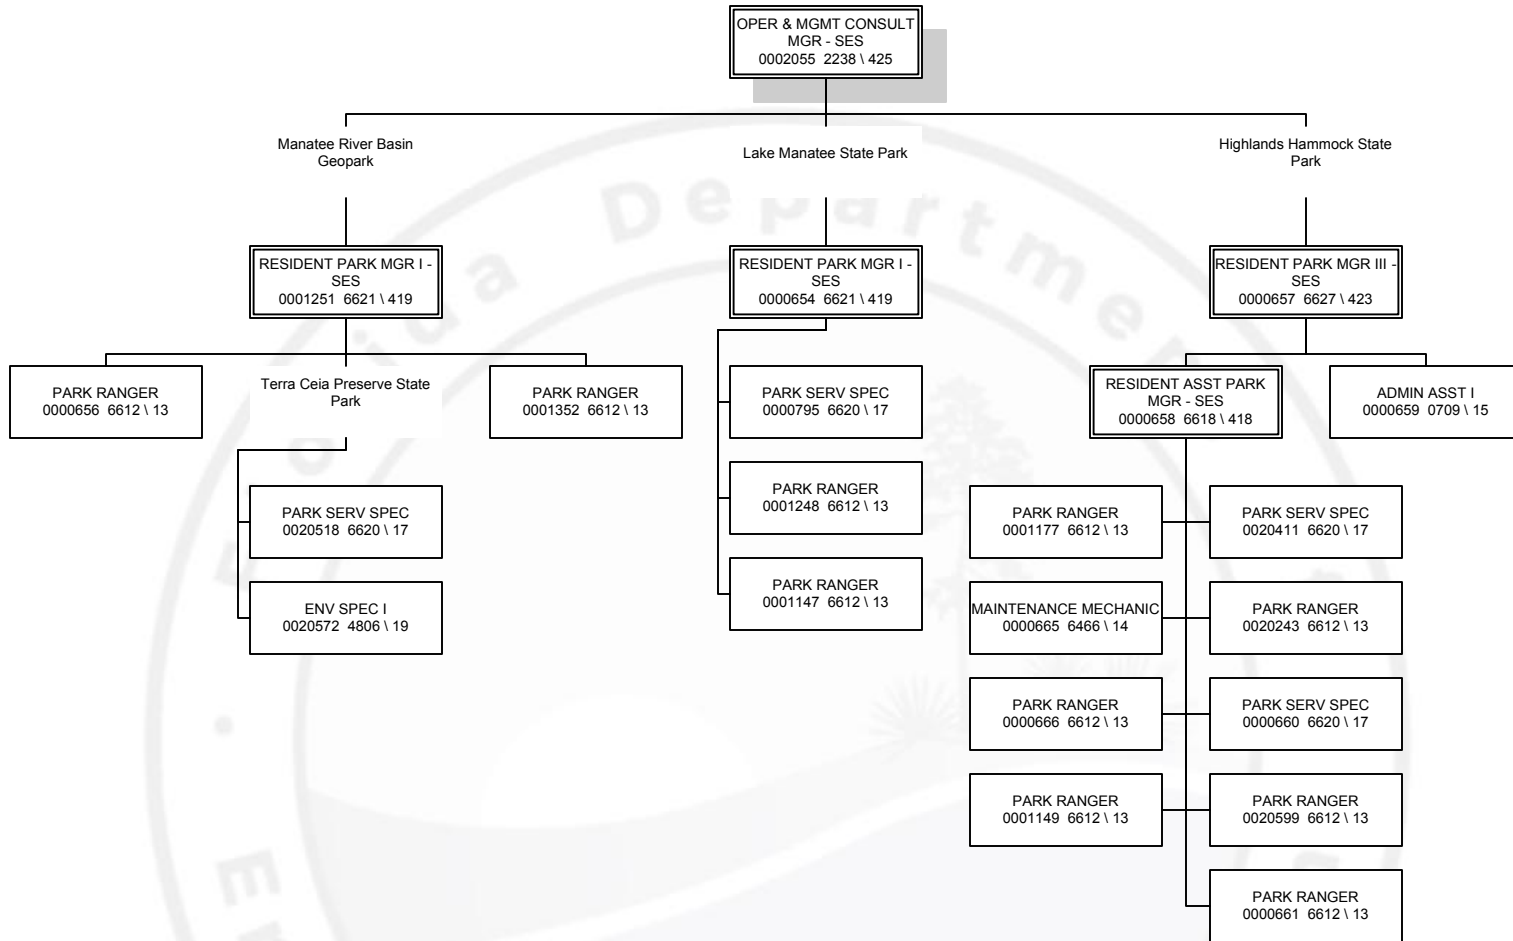 OPER & MGMT CONSULT
MGR - SES
0002055 2238 \ 425
Manatee River Basin
Geopark
Lake Manatee State Park
Highlands Hammock State
Park
RESIDENT PARK MGR I -
SES
0001251 6621 \ 419
RESIDENT PARK MGR I -
SES
0000654 6621 \ 419
RESIDENT PARK MGR III -
SES
0000657 6627 \ 423
PARK RANGER
0000656 6612 \ 13
Terra Ceia Preserve State
Park
PARK RANGER
0001352 6612 \ 13
PARK SERV SPEC
0000795 6620 \ 17
RESIDENT ASST PARK
MGR - SES
0000658 6618 \ 418
ADMIN ASST I
0000659 0709 \ 15
PARK SERV SPEC
0020518 6620 \ 17
ENV SPEC I
0020572 4806 \ 19
PARK RANGER
0001248 6612 \ 13
PARK RANGER
0001147 6612 \ 13
PARK RANGER
0001177 6612 \ 13
PARK SERV SPEC
0020411 6620 \ 17
MAINTENANCE MECHANIC
0000665 6466 \ 14
PARK RANGER
0020243 6612 \ 13
PARK RANGER
0000666 6612 \ 13
PARK SERV SPEC
0000660 6620 \ 17
PARK RANGER
0001149 6612 \ 13
PARK RANGER
0020599 6612 \ 13
PARK RANGER
0000661 6612 \ 13